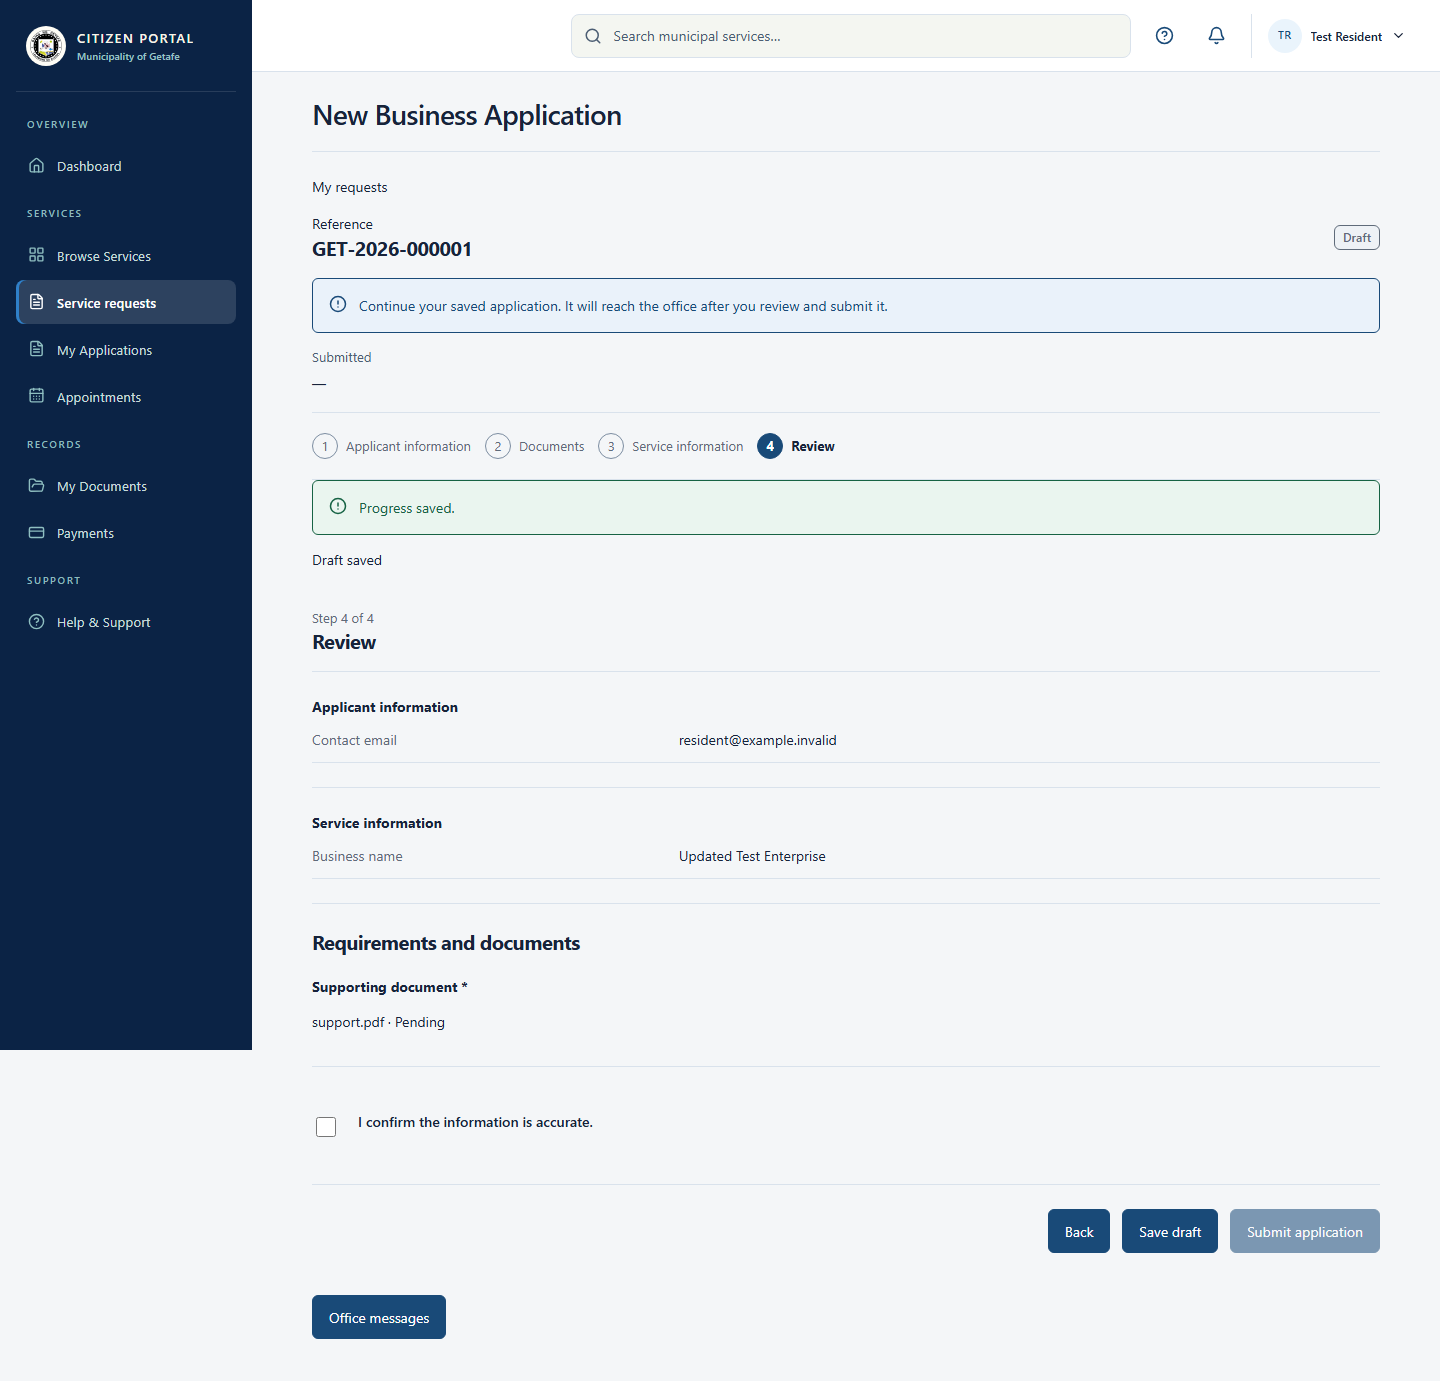 CITIZEN PORTAL
Municipality of Getafe
OVERVIEW
Dashboard
SERVICES
Browse Services
Service requests
My Applications
Appointments
RECORDS
My Documents
Payments
SUPPORT
Help & Support
Search municipal services...
TR
Test Resident
New Business Application
My requests
Reference
GET-2026-000001
Draft
Continue your saved application. It will reach the office after you review and submit it.
Submitted
—
1 Applicant information 2 Documents 3 Service information 4 Review
Progress saved.
Draft saved
Step 4 of 4
Review
Applicant information
Contact email resident@example.invalid
Service information
Business name Updated Test Enterprise
Requirements and documents
Supporting document *
support.pdf · Pending
I confirm the information is accurate.
Back Save draft Submit application
Office messages